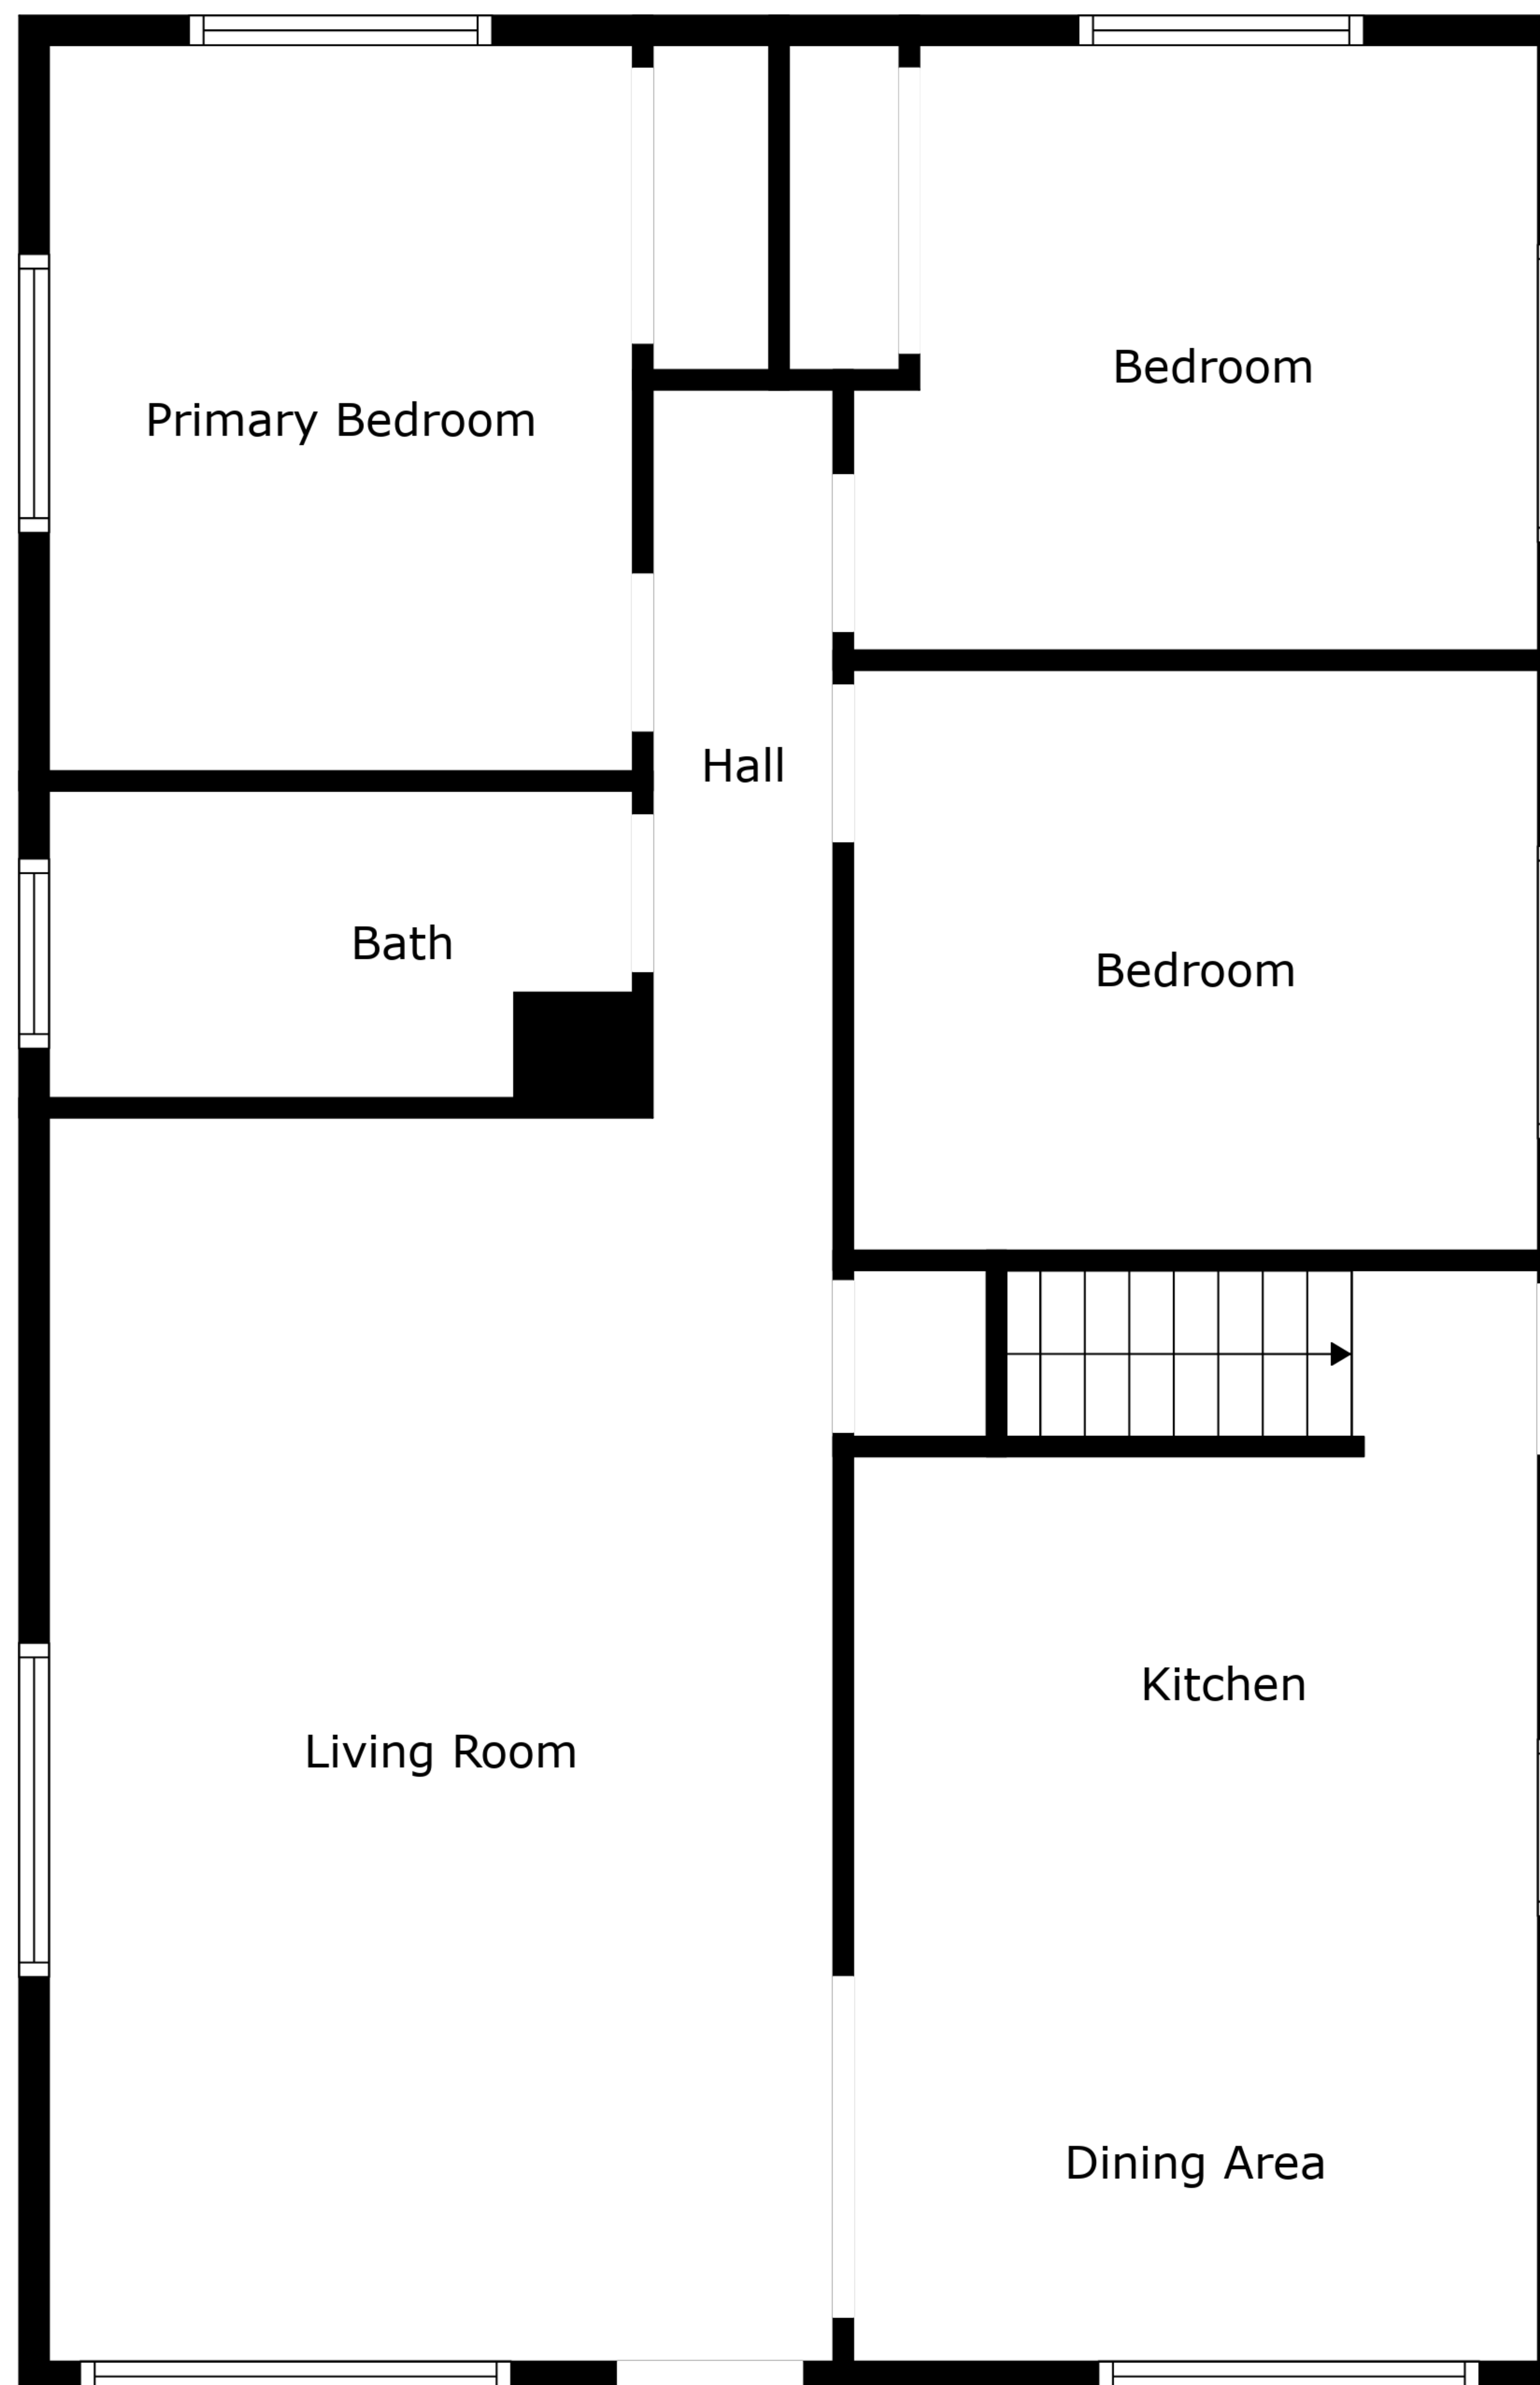 Bedroom
Primary Bedroom
Hall
Bath
Bedroom
Kitchen
Living Room
Dining Area